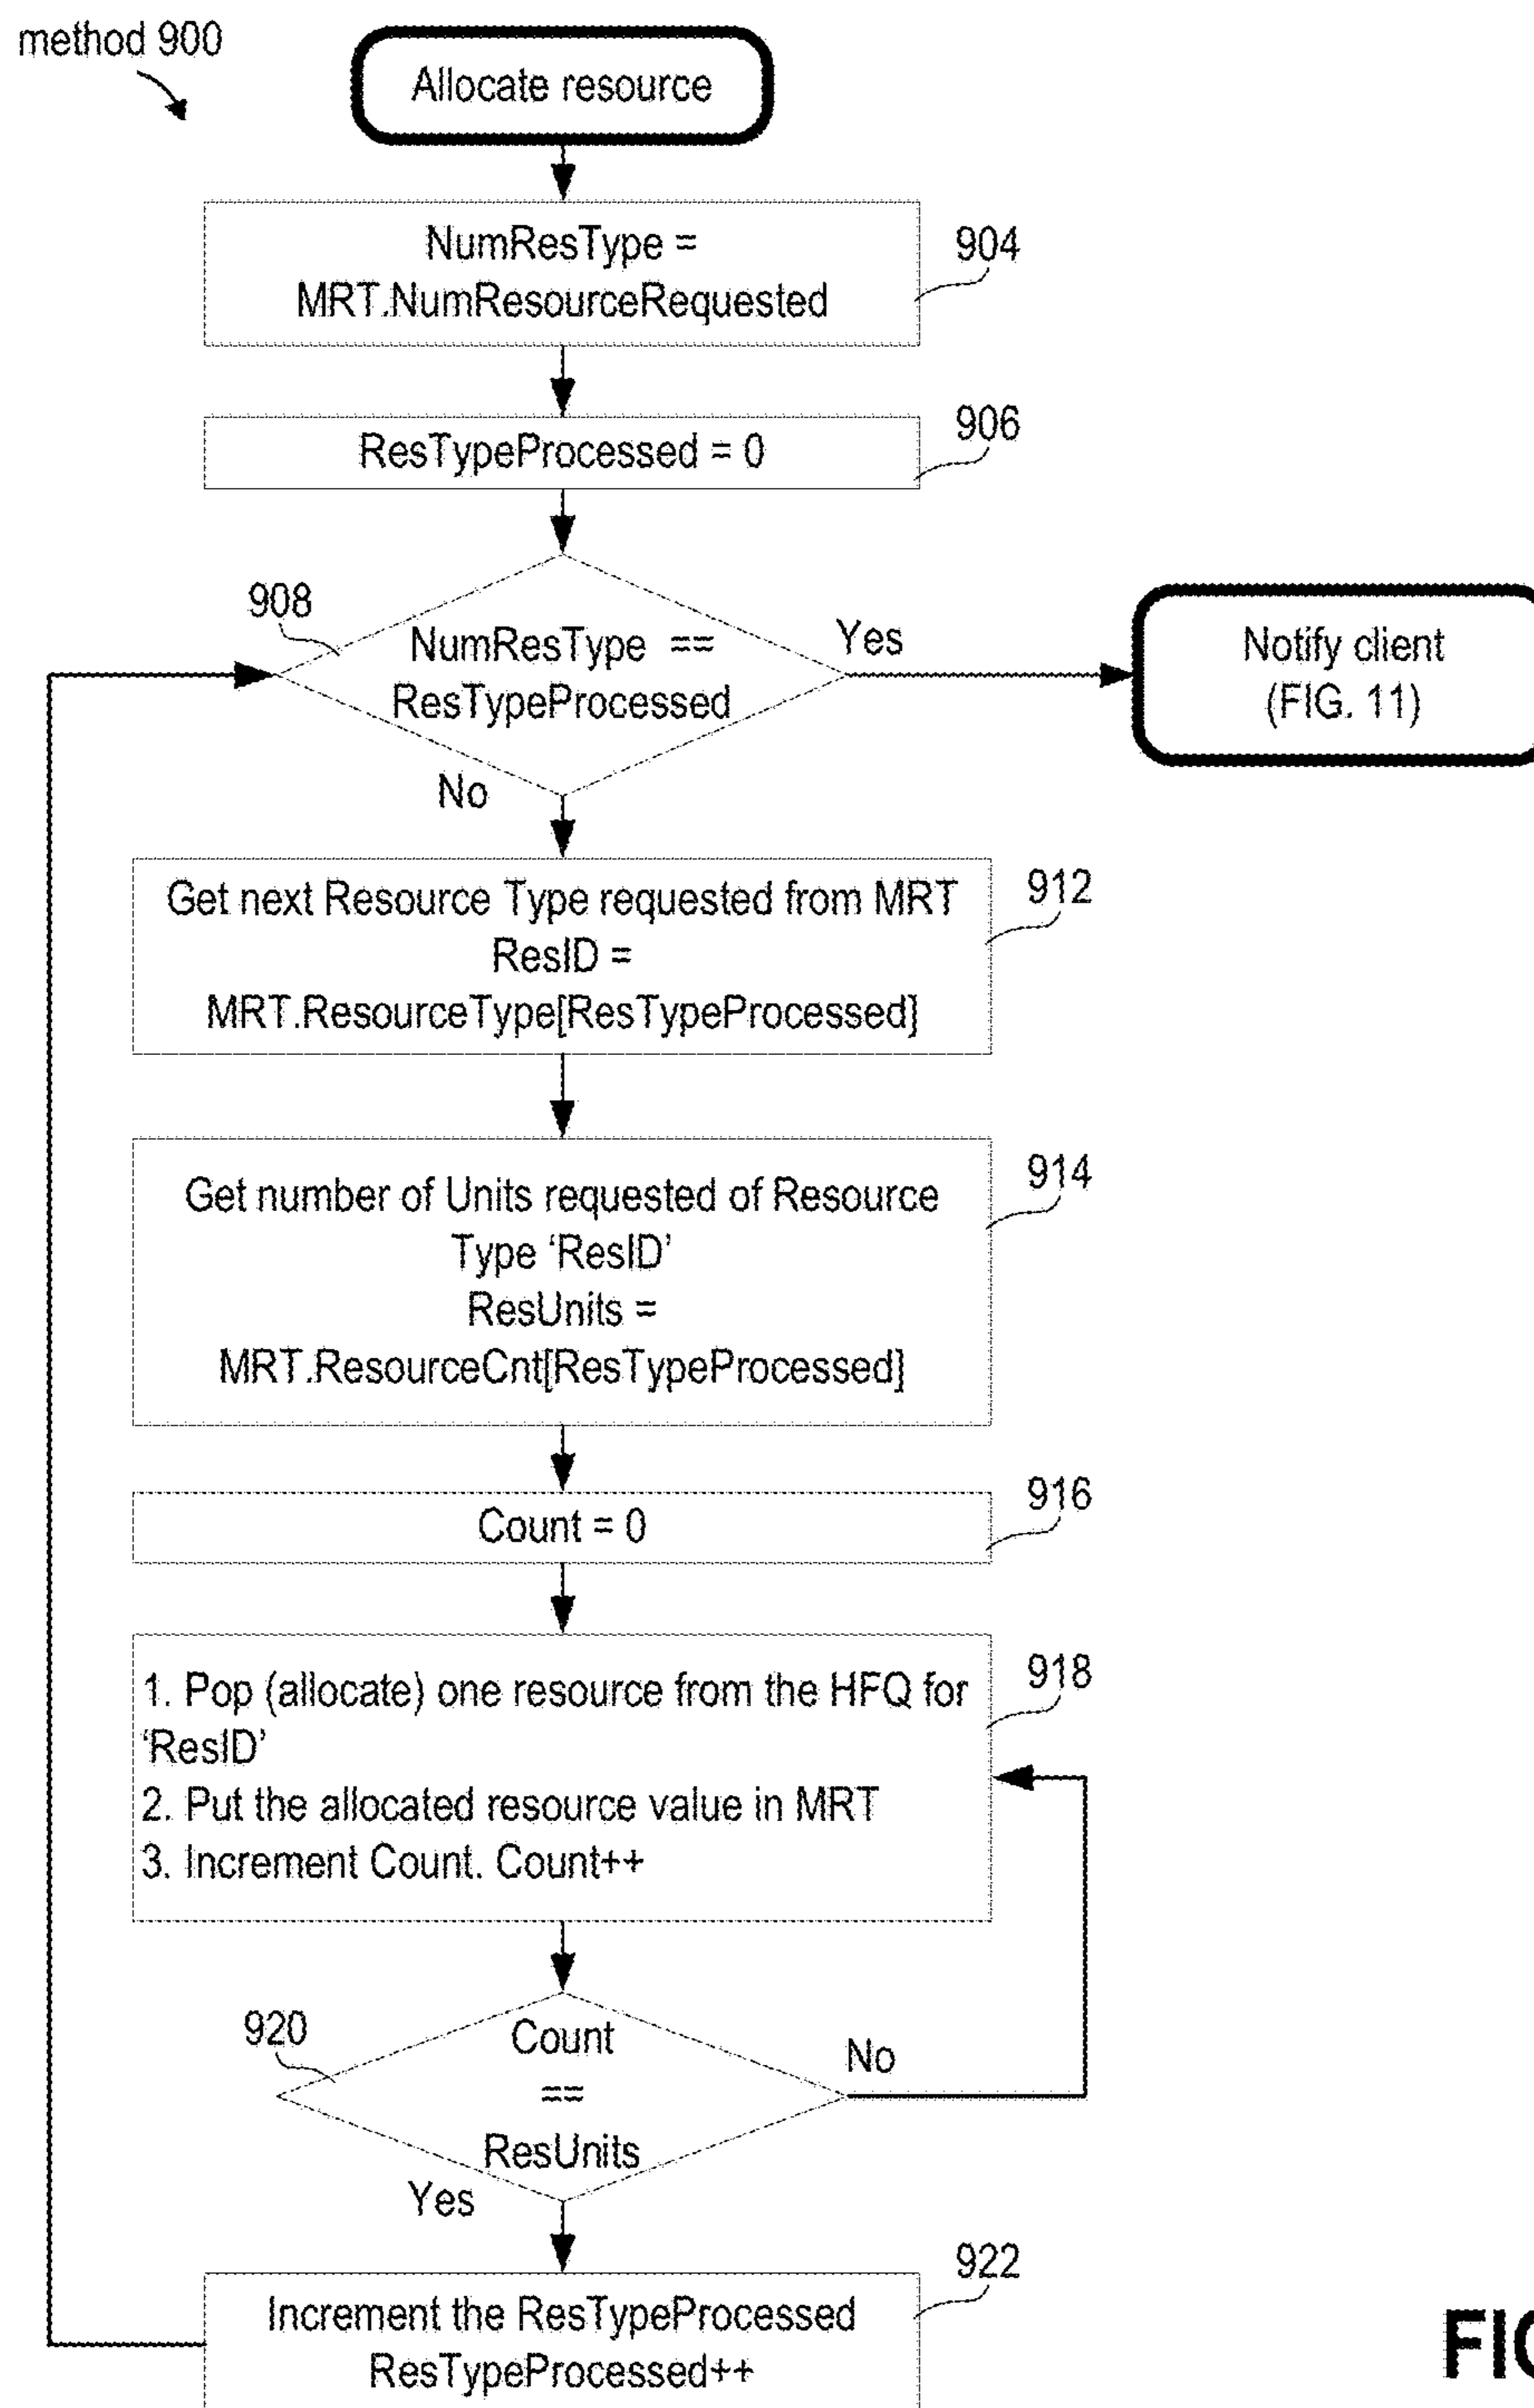 method 900
Allocate resource
NumResType =
MRT.NumResourceRequested
904
ResTypeProcessed = 0
906
908
NumResType ==
ResTypeProcessed
Yes
Notify client
(FIG. 11)
No
Get next Resource Type requested from MRT
ResID =
MRT.ResourceType[ResTypeProcessed]
912
Get number of Units requested of Resource
Type ‘ResID’
ResUnits =
MRT.ResourceCnt[ResTypeProcessed]
914
Count = 0
916
1. Pop (allocate) one resource from the HFQ for
‘ResID’
2. Put the allocated resource value in MRT
3. Increment Count. Count++
918
920
Count
==
ResUnits
No
Yes
Increment the ResTypeProcessed
ResTypeProcessed++
922